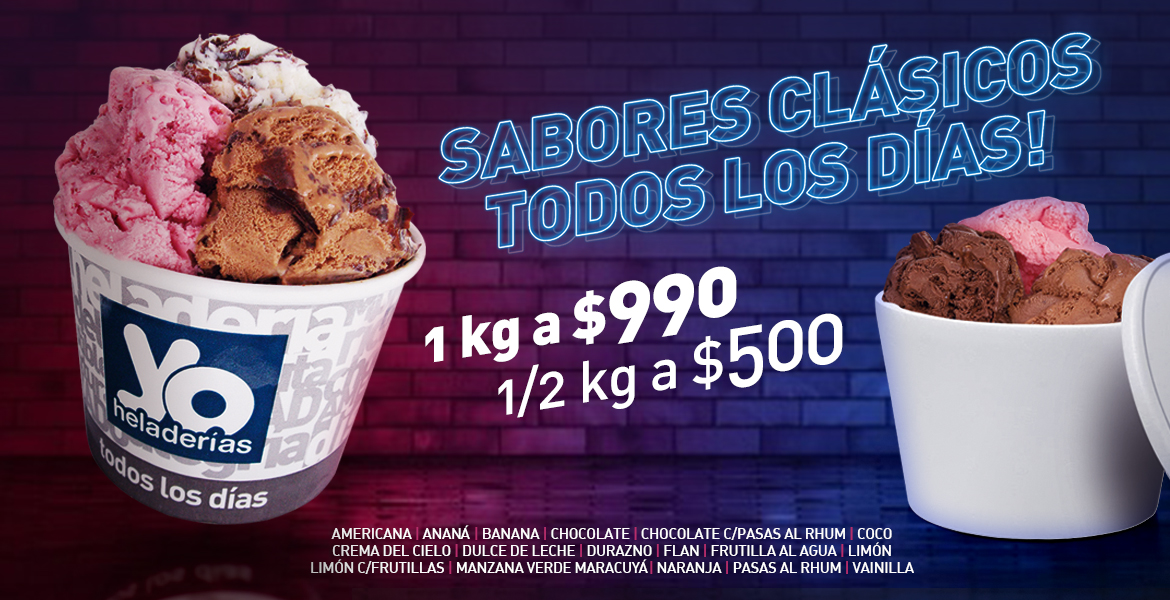 SABORES CLÁSICOS
TODOS LOS DÍAS!
1 kg a $990
1/2 kg a $500
yo
heladerías
todos los días
AMERICANA | ANANÁ | BANANA | CHOCOLATE | CHOCOLATE C/PASAS AL RHUM | COCO
CREMA DEL CIELO | DULCE DE LECHE | DURAZNO | FLAN | FRUTILLA AL AGUA | LIMÓN
LIMÓN C/FRUTILLAS | MANZANA VERDE MARACUYÁ | NARANJA | PASAS AL RHUM | VAINILLA